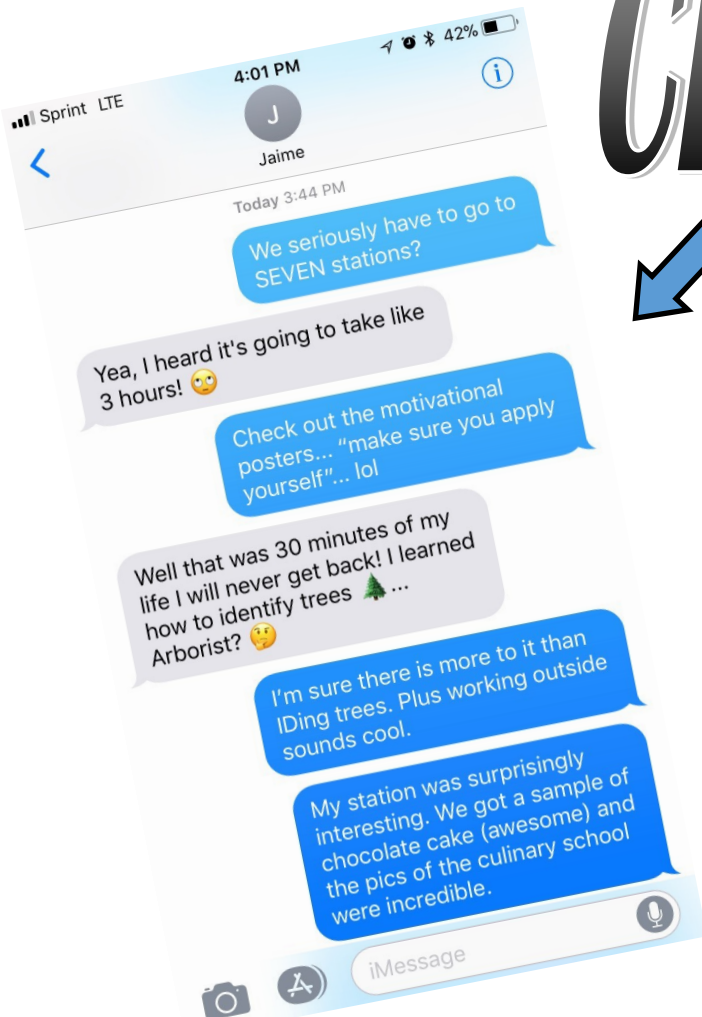 Sprint LTE 4:01 PM 42%
J
Jaime
Today 3:44 PM
We seriously have to go to
SEVEN stations?
Yea, I heard it's going to take like
3 hours! 🙄
Check out the motivational
posters... “make sure you apply
yourself”... lol
Well that was 30 minutes of my
life I will never get back! I learned
how to identify trees 🌲...
Arborist? 🤔
I’m sure there is more to it than
IDing trees. Plus working outside
sounds cool.
My station was surprisingly
interesting. We got a sample of
chocolate cake (awesome) and
the pics of the culinary school
were incredible.
iMessage